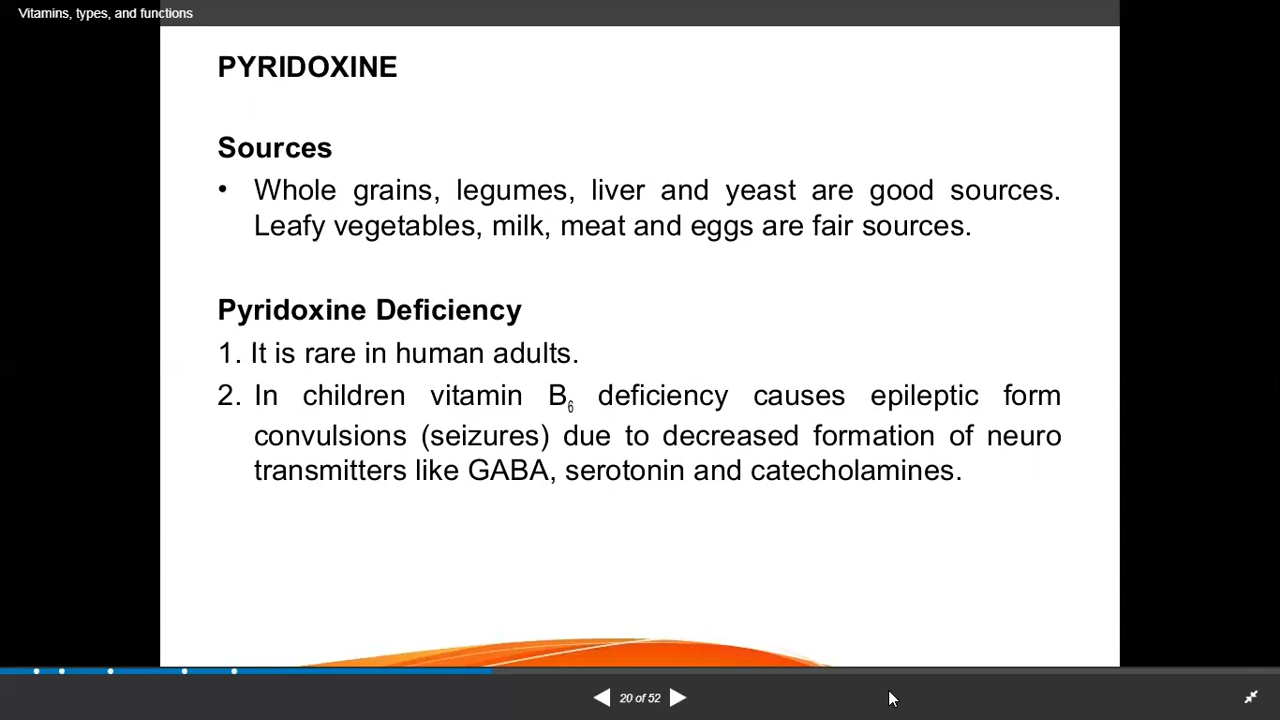 Vitamins, types, and functions
PYRIDOXINE
Sources
• Whole grains, legumes, liver and yeast are good sources.
Leafy vegetables, milk, meat and eggs are fair sources.
Pyridoxine Deficiency
1. It is rare in human adults.
2. In children vitamin B₆ deficiency causes epileptic form
convulsions (seizures) due to decreased formation of neuro
transmitters like GABA, serotonin and catecholamines.
20 of 52